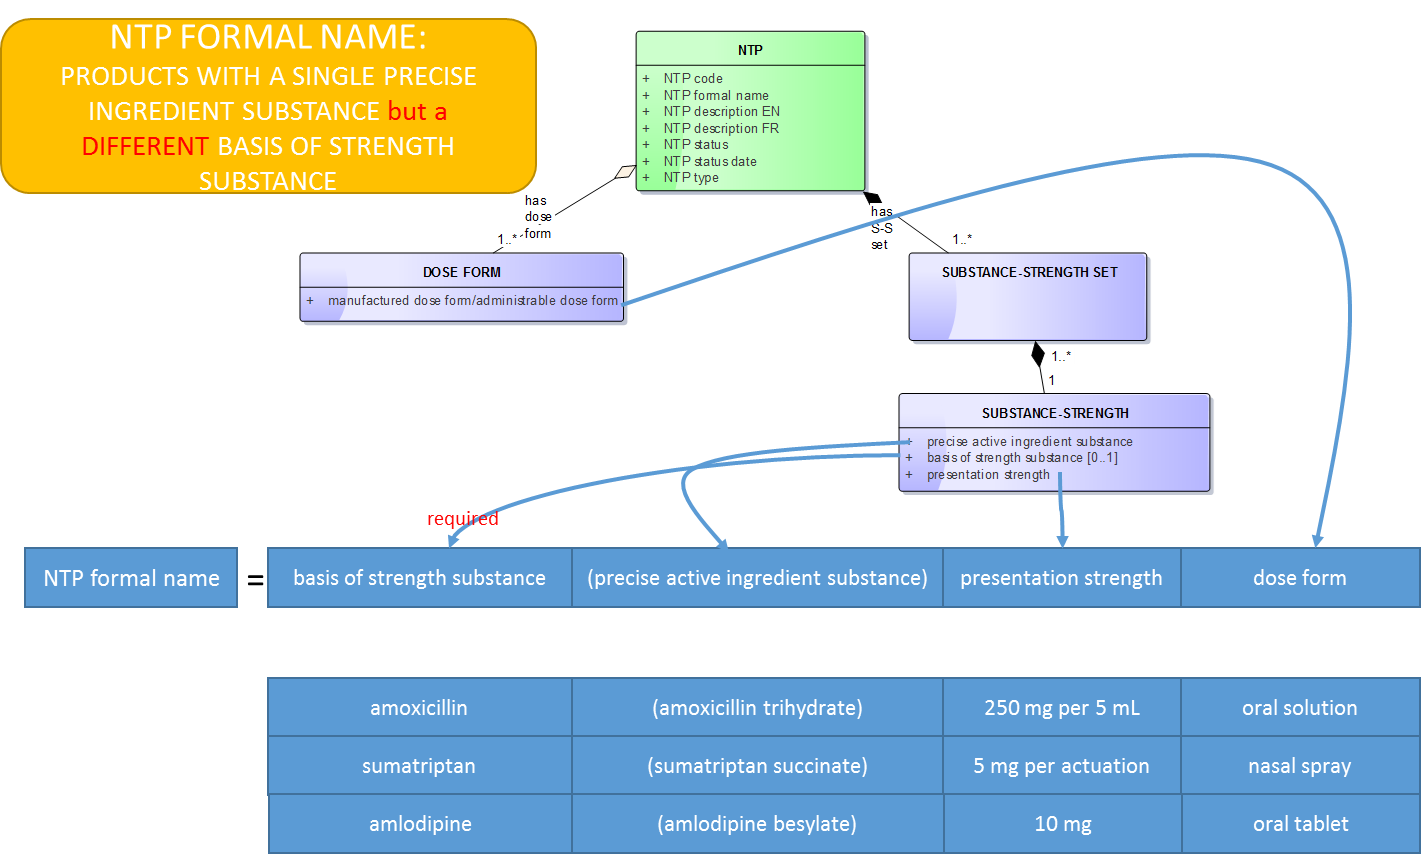 NTP FORMAL NAME:
PRODUCTS WITH A SINGLE PRECISE
INGREDIENT SUBSTANCE but a
DIFFERENT BASIS OF STRENGTH
SUBSTANCE
NTP
+ NTP code
+ NTP formal name
+ NTP description EN
+ NTP description FR
+ NTP status
+ NTP status date
+ NTP type
has
dose
form
1..*
has
S-S
set
1..*
DOSE FORM
+ manufactured dose form/administrable dose form
SUBSTANCE-STRENGTH SET
1..*
1
SUBSTANCE-STRENGTH
+ precise active ingredient substance
+ basis of strength substance [0..1]
+ presentation strength
required
NTP formal name = basis of strength substance (precise active ingredient substance) presentation strength dose form
amoxicillin (amoxicillin trihydrate) 250 mg per 5 mL oral solution
sumatriptan (sumatriptan succinate) 5 mg per actuation nasal spray
amlodipine (amlodipine besylate) 10 mg oral tablet